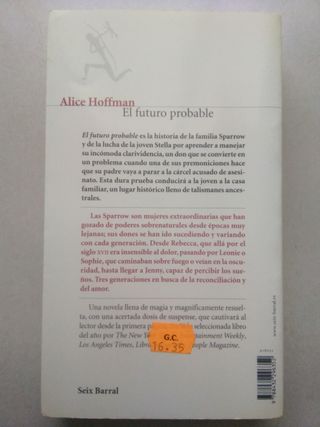 Alice Hoffman
El futuro probable
El futuro probable es la historia de la familia Sparrow
y de la lucha de la joven Stella por aprender a manejar
su incómoda clarividencia, un don que se convierte en
un problema cuando una de sus premoniciones hace
que su padre vaya a parar a la cárcel acusado de asesi-
nato. Esta dura prueba conducirá a la joven a la casa
familiar, un lugar histórico lleno de talismanes ances-
trales.
Las Sparrow son mujeres extraordinarias que han
gozado de poderes sobrenaturales desde épocas muy
lejanas; sus dones se han ido sucediendo y variando
con cada generación. Desde Rebecca, que allá por el
siglo XVII era insensible al dolor, pasando por Leonie o
Sophie, que caminaban sobre fuego o veían en la oscu-
ridad, hasta llegar a Jenny, capaz de percibir los sue-
ños. Tres generaciones en busca de la reconciliación y
del amor.
Una novela llena de magia y magníficamente resuel-
ta, con una acertada dosis de suspense, que cautivará al
lector desde la primera seleccionada libro
del año por The New Entertainment Weekly,
Los Angeles Times, People Magazine.
G.C.
16.35
Seix Barral
www.seix-barral.es